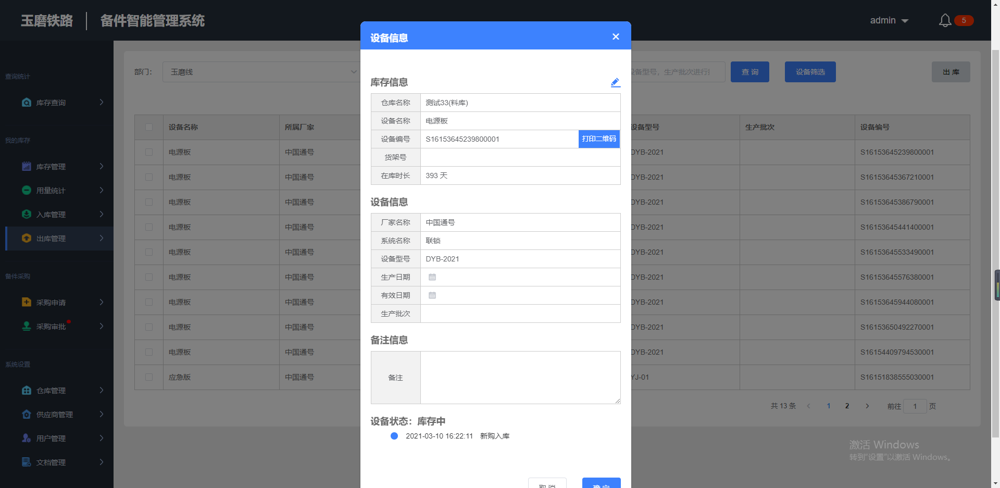 玉磨铁路 备件智能管理系统
admin 5
查询统计
库存查询
我的库存
库存管理
用量统计
入库管理
出库管理
备件采购
采购申请
采购审批
系统设置
仓库管理
供应商管理
用户管理
文档管理
部门： 玉磨线
设备型号，生产批次进行
查 询 设备筛选 出 库
设备名称 所属厂家 设备型号 生产批次 设备编号
电源板 中国通号 DYB-2021 S16153645239800001
电源板 中国通号 DYB-2021 S16153645367210001
电源板 中国通号 DYB-2021 S16153645386790001
电源板 中国通号 DYB-2021 S16153645441400001
电源板 中国通号 DYB-2021 S16153645533490001
电源板 中国通号 DYB-2021 S16153645576380001
电源板 中国通号 DYB-2021 S16153645944080001
电源板 中国通号 DYB-2021 S16153650492270001
电源板 中国通号 DYB-2021 S16154409794530001
应急版 中国通号 YJ-01 S16151838555030001
共 13 条 1 2 前往 1 页
设备信息
库存信息
仓库名称 测试33(料库)
设备名称 电源板
设备编号 S16153645239800001 打印二维码
货架号
在库时长 393 天
设备信息
厂家名称 中国通号
系统名称 联锁
设备型号 DYB-2021
生产日期
有效日期
生产批次
备注信息
备注
设备状态：库存中
2021-03-10 16:22:11 新购入库
取 消 确 定
激活 Windows
转到"设置"以激活 Windows。